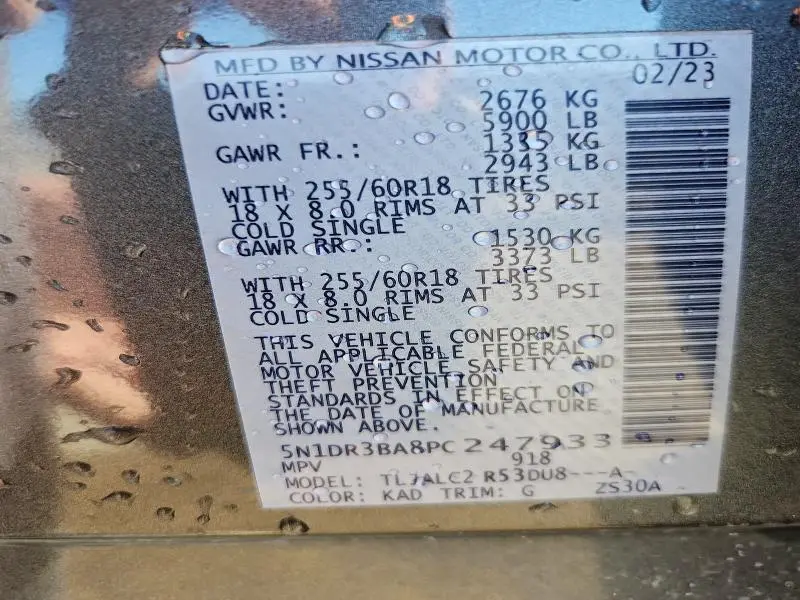 MFD BY NISSAN MOTOR CO., LTD.
DATE: 02/23
GVWR: 2676 KG
5900 LB
GAWR FR.: 1335 KG
2943 LB
WITH 255/60R18 TIRES
18 X 8.0 RIMS AT 33 PSI
COLD SINGLE
GAWR RR.: 1530 KG
3373 LB
WITH 255/60R18 TIRES
18 X 8.0 RIMS AT 33 PSI
COLD SINGLE
THIS VEHICLE CONFORMS TO
ALL APPLICABLE FEDERAL
MOTOR VEHICLE SAFETY AND
THEFT PREVENTION
STANDARDS IN EFFECT ON
THE DATE OF MANUFACTURE
SHOWN ABOVE.
5N1DR3BA8PC247933
MPV 918
MODEL: TL7ALC2 R53DU8---A-
COLOR: KAD TRIM: G ZS30A